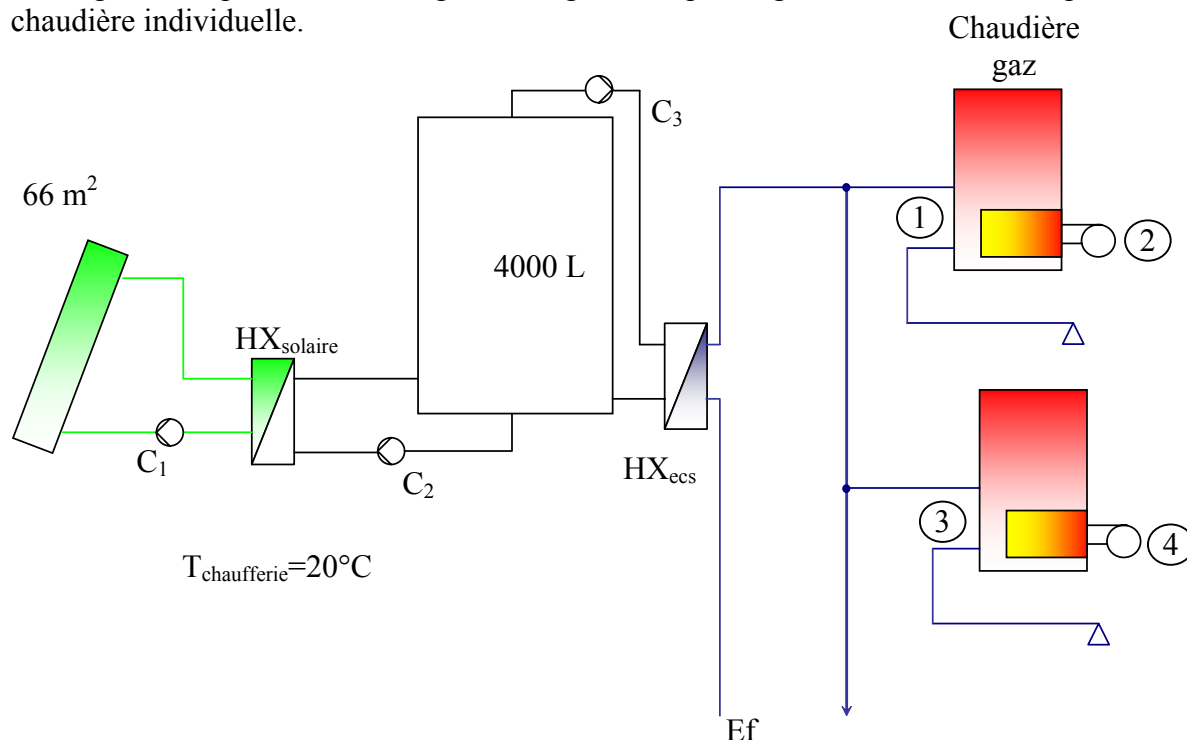 chaudière individuelle.
Chaudière
gaz
C₃
66 m²
1
2
4000 L
HXsolaire
C₁
C₂
HXecs
3
4
Tchaufferie=20°C
Ef